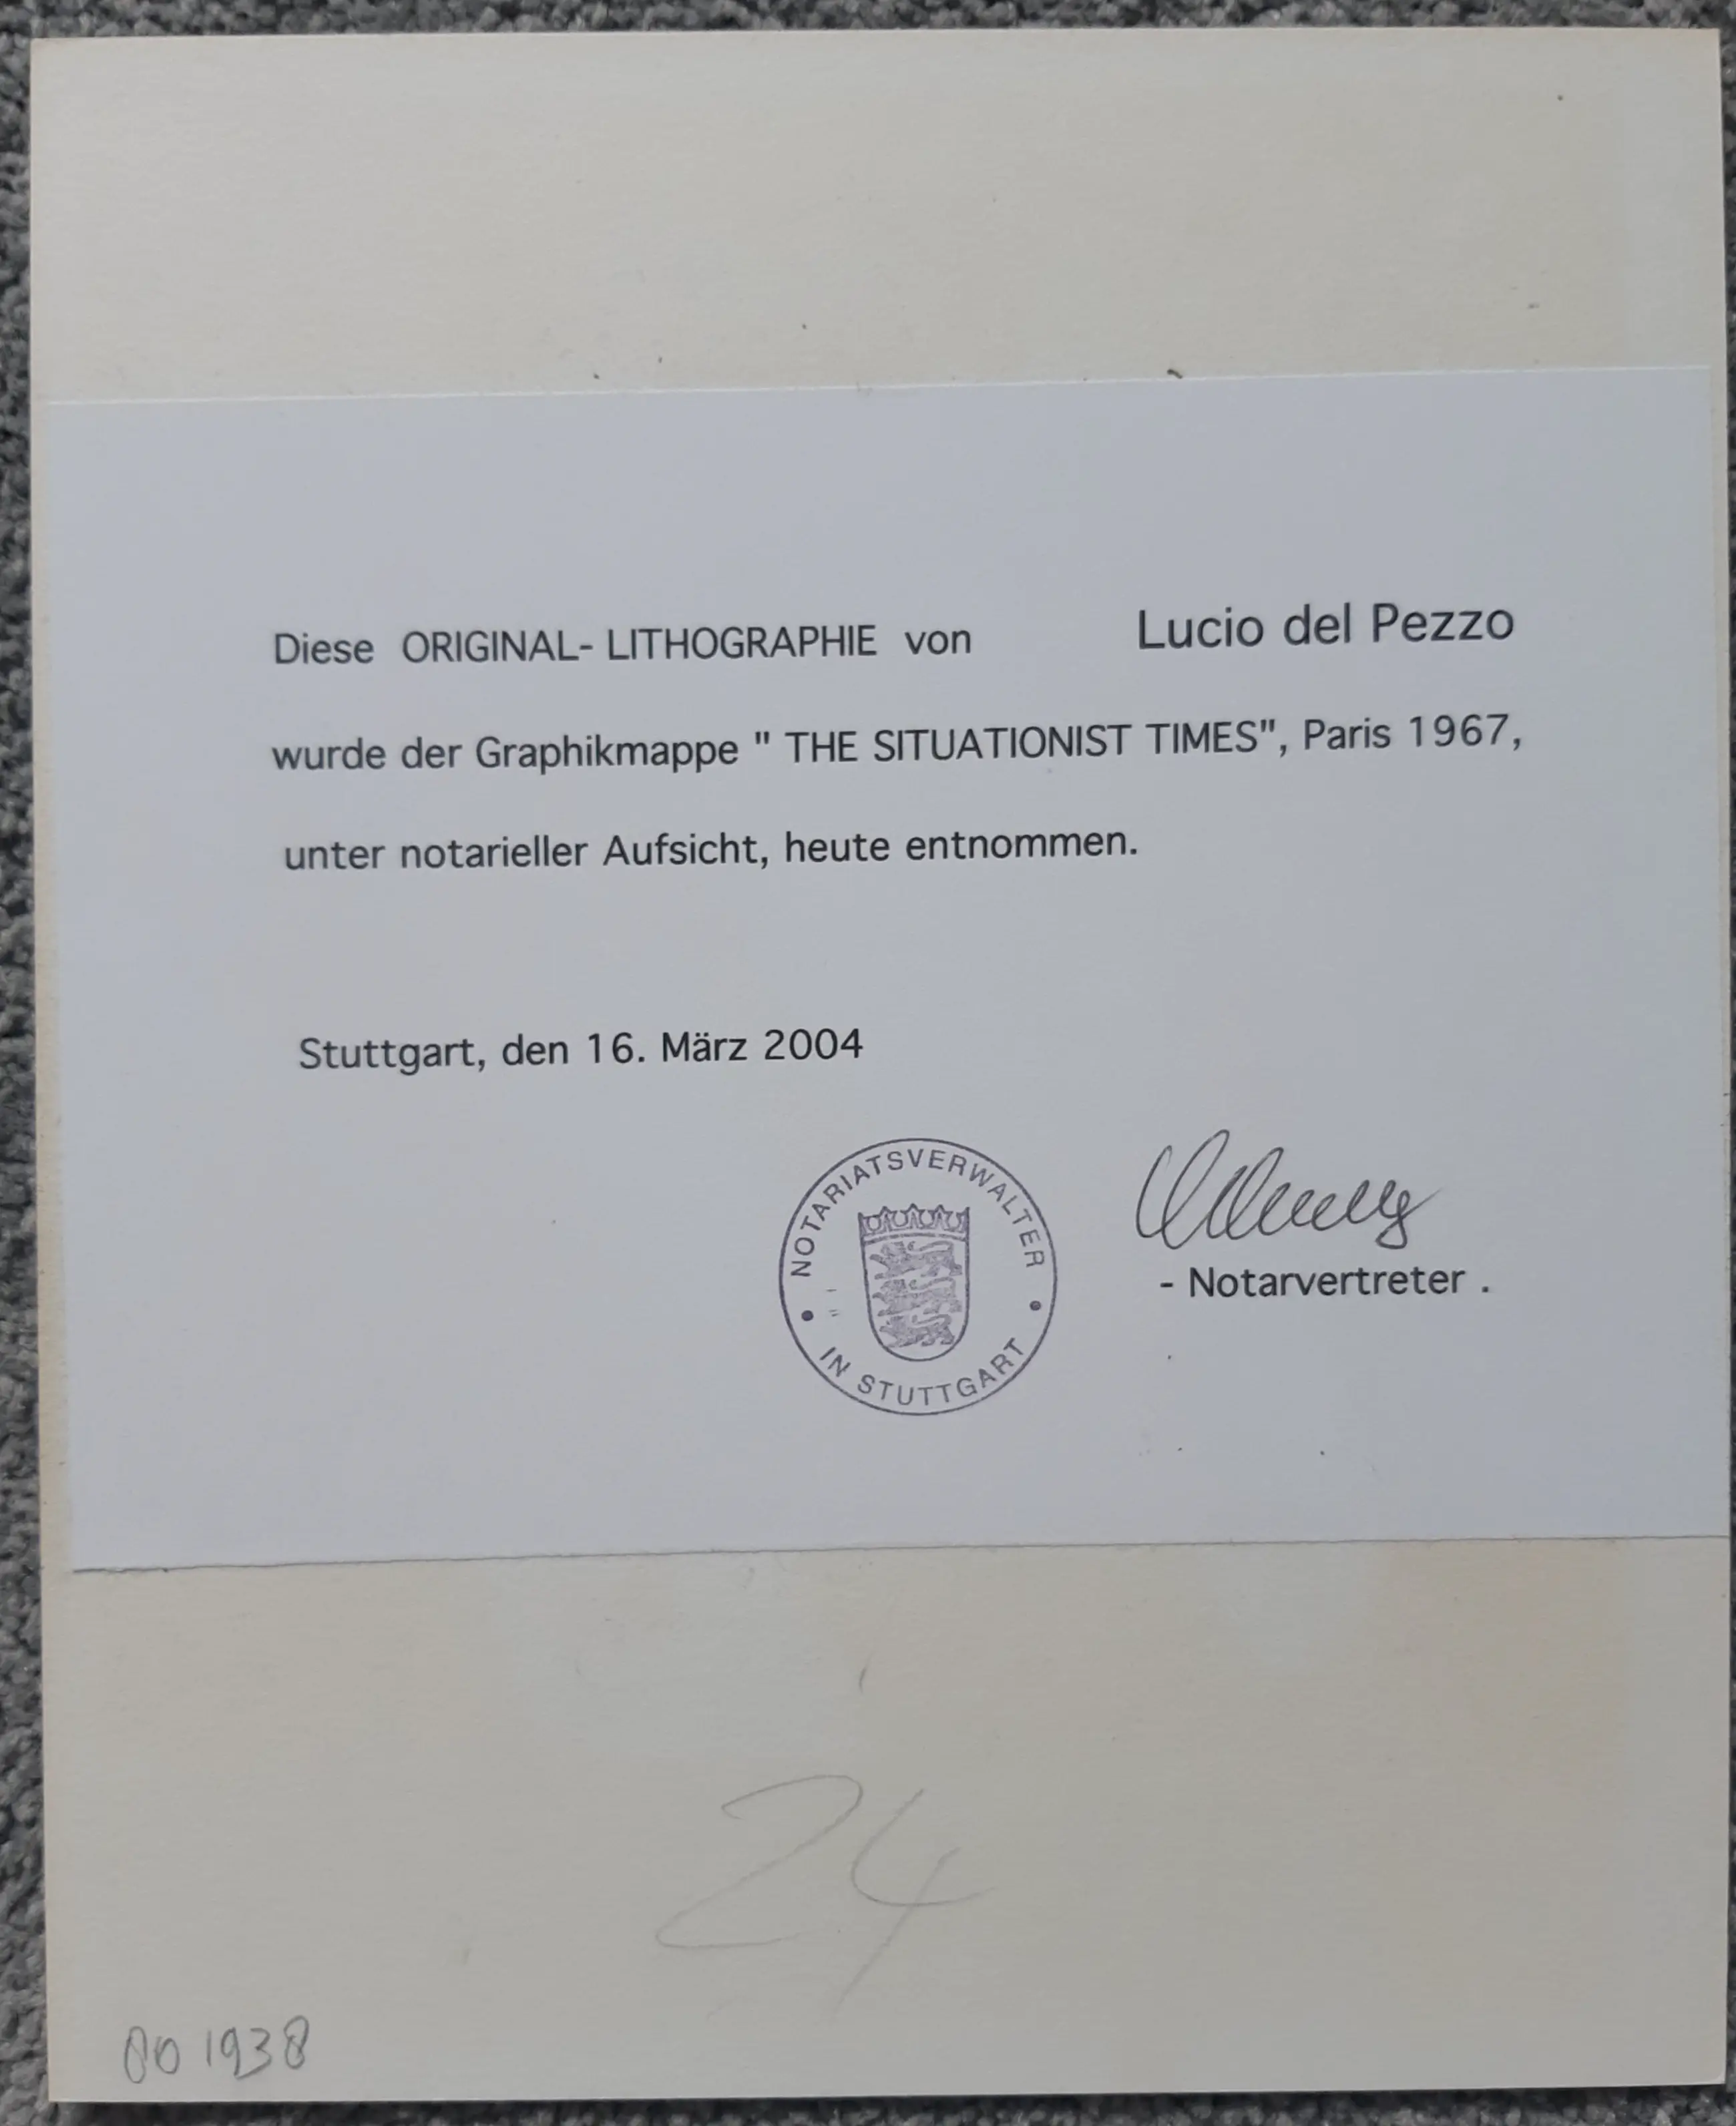 Diese ORIGINAL- LITHOGRAPHIE von Lucio del Pezzo
wurde der Graphikmappe " THE SITUATIONIST TIMES", Paris 1967,
unter notarieller Aufsicht, heute entnommen.
Stuttgart, den 16. März 2004
NOTARIATSVERWALTER
IN STUTTGART
- Notarvertreter .
24
00 1938